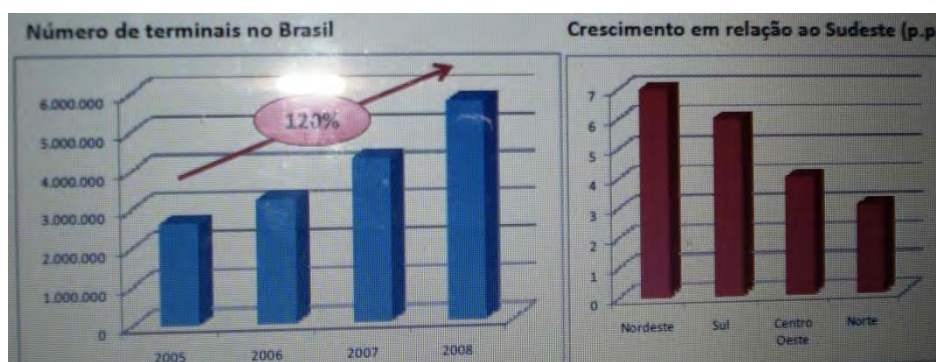 Número de terminais no Brasil
6.000.000
5.000.000
4.000.000
3.000.000
2.000.000
1.000.000
0
120%
2005
2006
2007
2008
Crescimento em relação ao Sudeste (p.p
7
6
5
4
3
2
1
0
Nordeste
Sul
Centro
Oeste
Norte